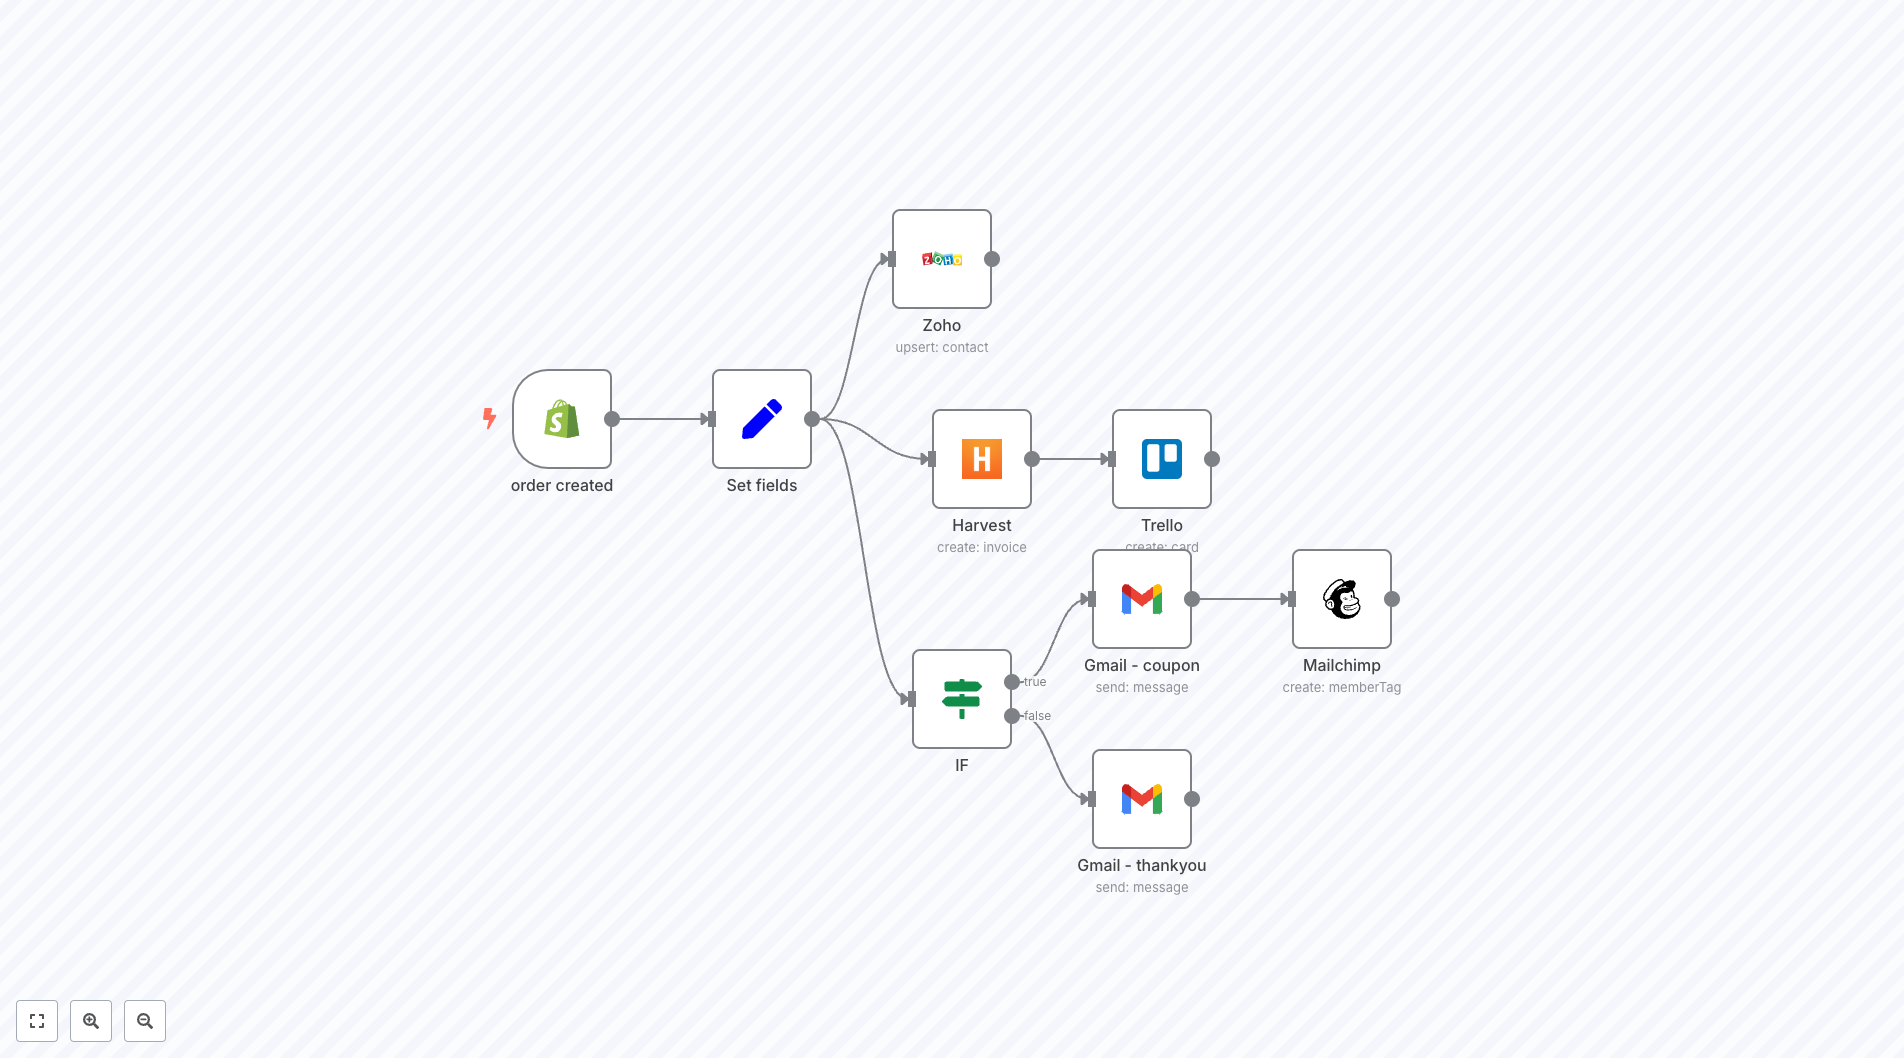 ZOHO
Zoho
upsert: contact
order created
Set fields
H
Harvest
create: invoice
Trello
create: card
true
false
IF
Gmail - coupon
send: message
Mailchimp
create: memberTag
Gmail - thankyou
send: message